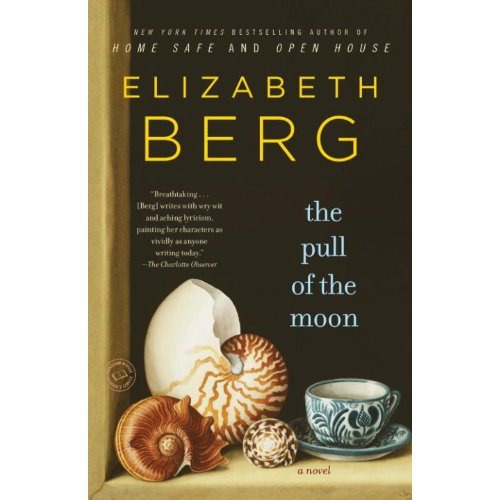 NEW YORK TIMES BESTSELLING AUTHOR OF
HOME SAFE AND OPEN HOUSE
ELIZABETH
BERG
"Breathtaking . . .
[Berg] writes with wry wit
and aching lyricism,
painting her characters as
vividly as anyone
writing today."
—The Charlotte Observer
the
pull
of the
moon
a novel